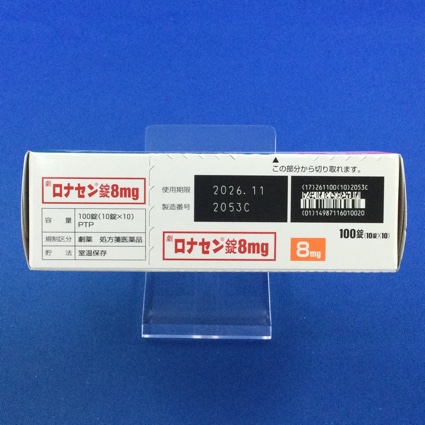 劇 ロナセン®錠8mg
容量 100錠(10錠×10) PTP
規制区分 劇薬 処方箋医薬品
貯法 室温保存
使用期限 2026.11
製造番号 2053C
△この部分から切り取れます。
(17)261100(10)2053C
(01)14987116010020
劇 ロナセン®錠8mg
8mg
100錠(10錠×10)